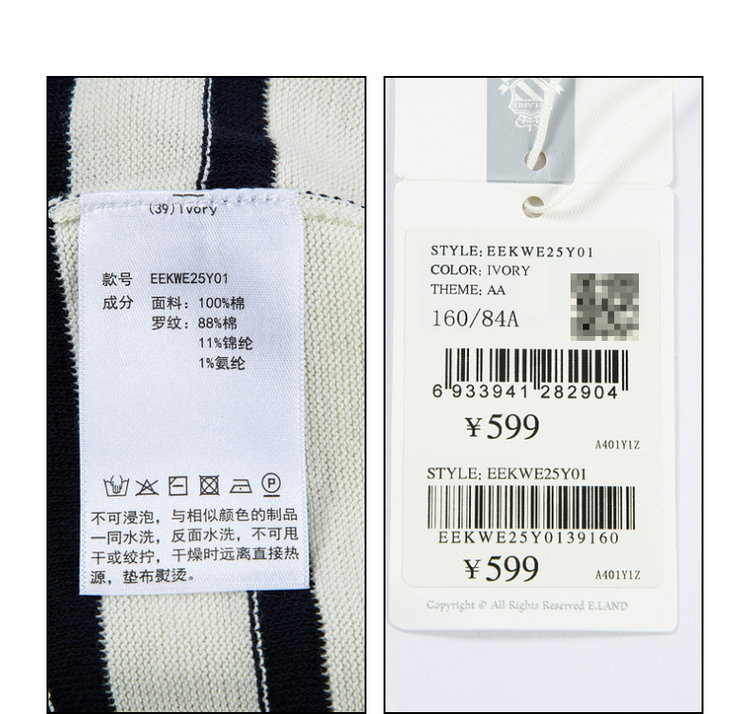 (39)Ivory
款号 EEKWE25Y01
成分 面料: 100%棉
罗纹: 88%棉
11%锦纶
1%氨纶
P
不可浸泡，与相似颜色的制品
一同水洗，反面水洗，不可甩
干或绞拧，干燥时远离直接热
源，垫布熨烫。
STYLE: EEKWE25Y01
COLOR: IVORY
THEME: AA
160/84A
6 933941 282904
¥599
A401Y1Z
STYLE: EEKWE25Y01
EEKWE25Y0139160
¥599
A401Y1Z
Copyright @ All Rights Reserved E.LAND